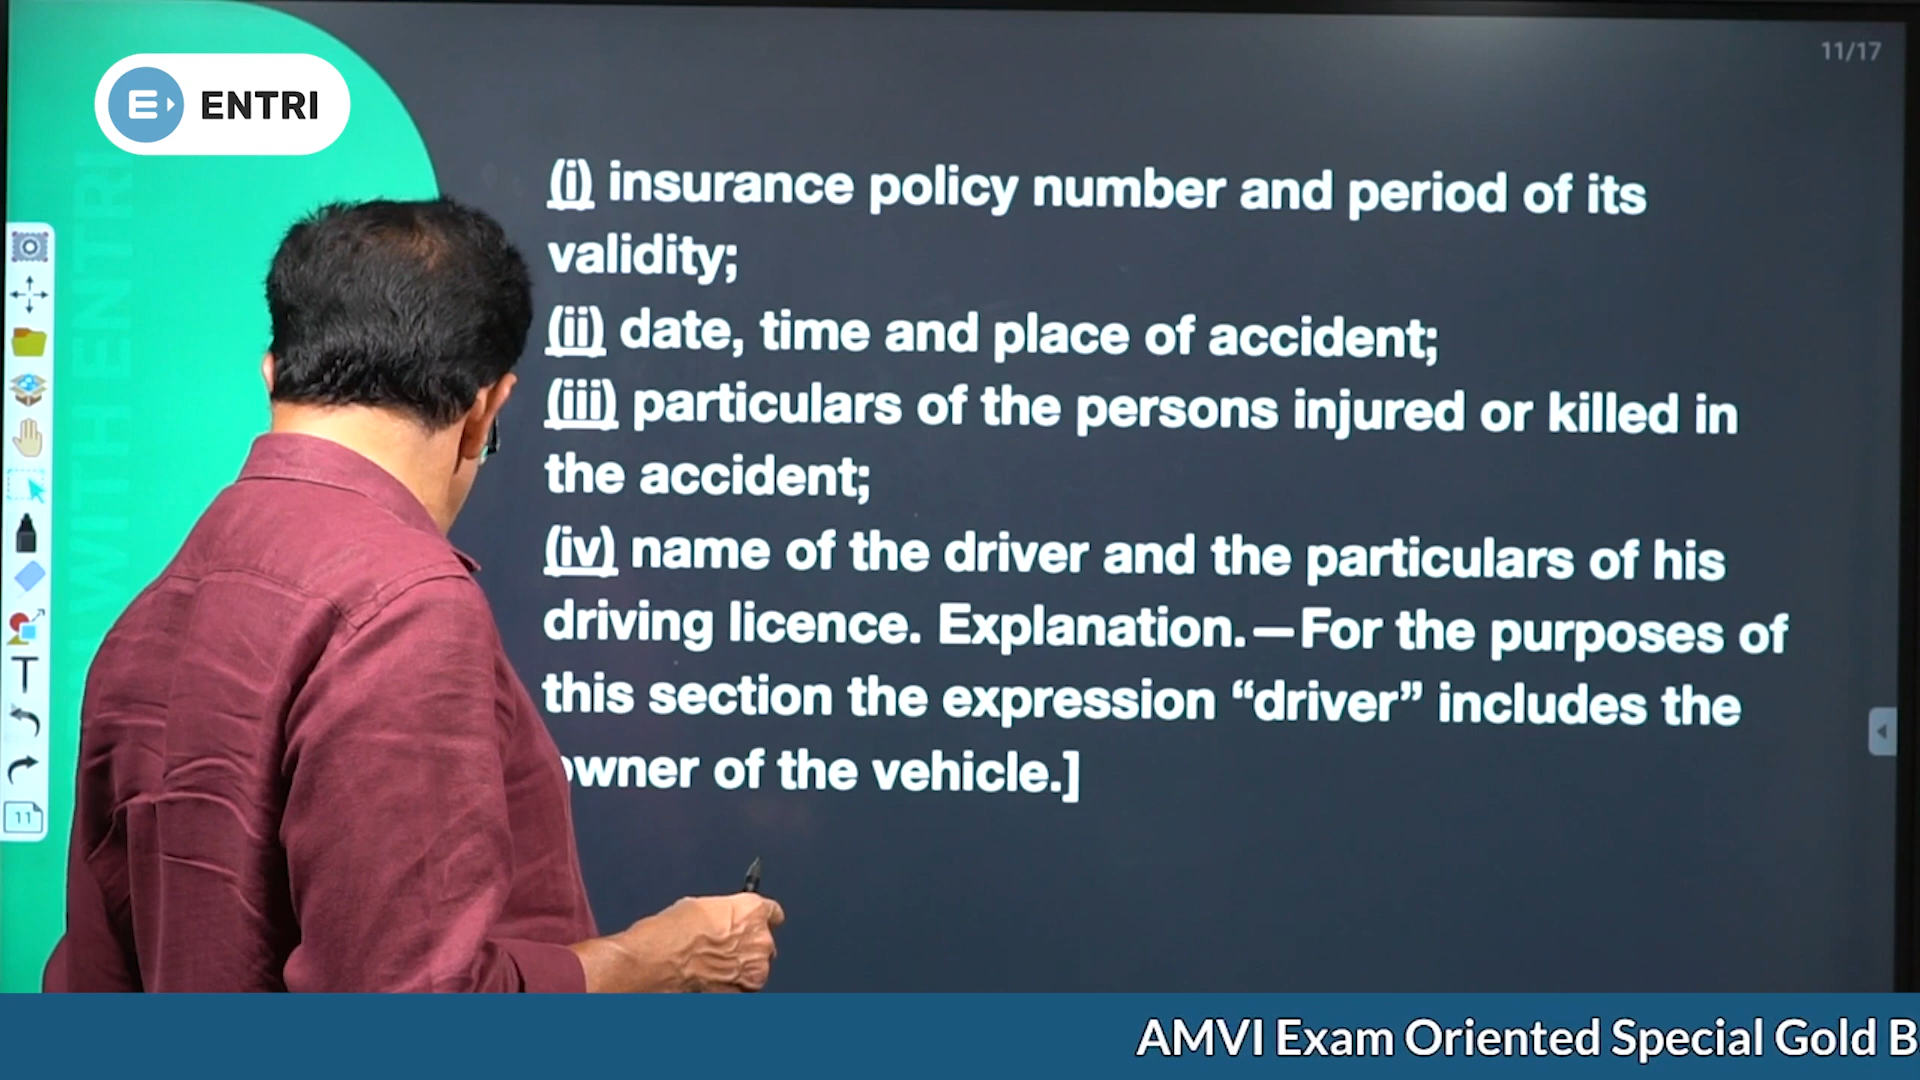 11/17
ENTRI
(i) insurance policy number and period of its
validity;
(ii) date, time and place of accident;
(iii) particulars of the persons injured or killed in
the accident;
(iv) name of the driver and the particulars of his
driving licence. Explanation.—For the purposes of
this section the expression “driver” includes the
owner of the vehicle.]
WITH ENTRI
T
11
AMVI Exam Oriented Special Gold B